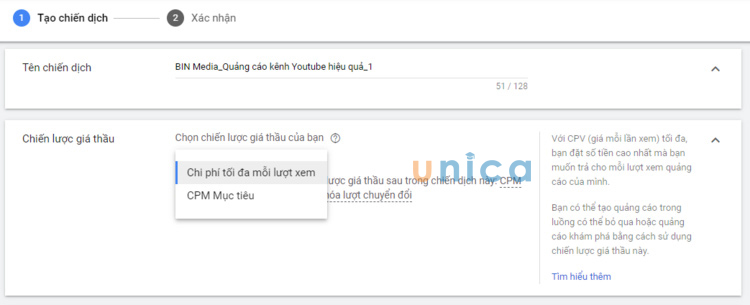 1 Tạo chiến dịch 2 Xác nhận
Tên chiến dịch
BIN Media_Quảng cáo kênh Youtube hiệu quả_1
51 / 128
Chiến lược giá thầu
Chọn chiến lược giá thầu của bạn
Chi phí tối đa mỗi lượt xem
CPM Mục tiêu
lược giá thầu sau trong chiến dịch này: CPM
hóa lượt chuyển đổi
unica
Với CPV (giá mỗi lần xem) tối đa,
bạn đặt số tiền cao nhất mà bạn
muốn trả cho mỗi lượt xem quảng
cáo của mình.
Bạn có thể tạo quảng cáo trong
luồng có thể bỏ qua hoặc quảng
cáo khám phá bằng cách sử dụng
chiến lược giá thầu này.
Tìm hiểu thêm